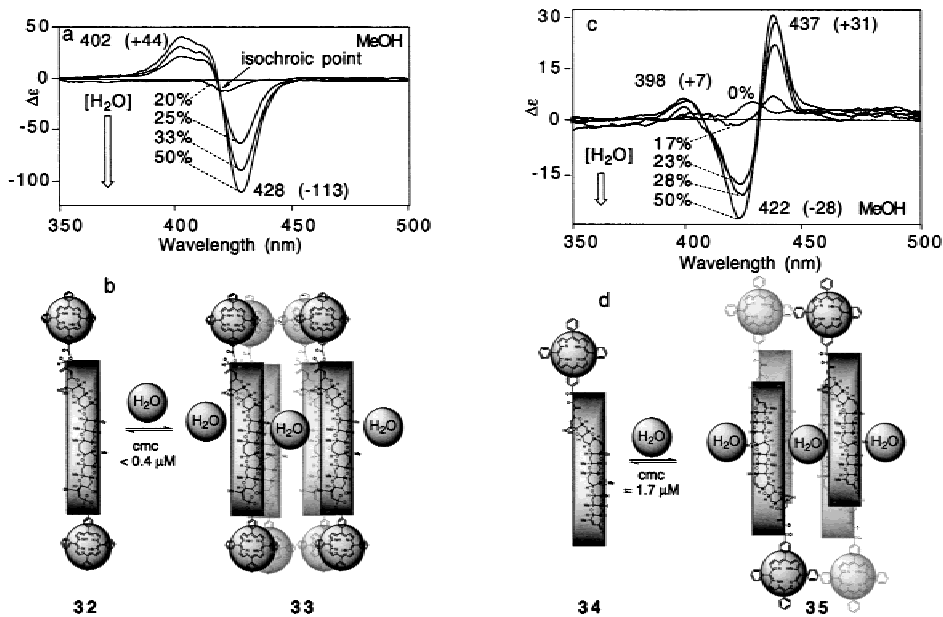 50
a
402 (+44)
MeOH
isochroic point
0
Δε
[H₂O]
20%
25%
-50
33%
50%
-100
428 (-113)
350
400
450
500
Wavelength (nm)
30
c
437 (+31)
15
398 (+7)
0%
Δε
0
[H₂O]
17%
23%
-15
28%
50%
422 (-28)
MeOH
350
400
450
500
Wavelength (nm)
b
H₂O
cmc
< 0.4 μM
H₂O
H₂O
H₂O
32
33
d
H₂O
cmc
= 1.7 μM
H₂O
H₂O
H₂O
34
35